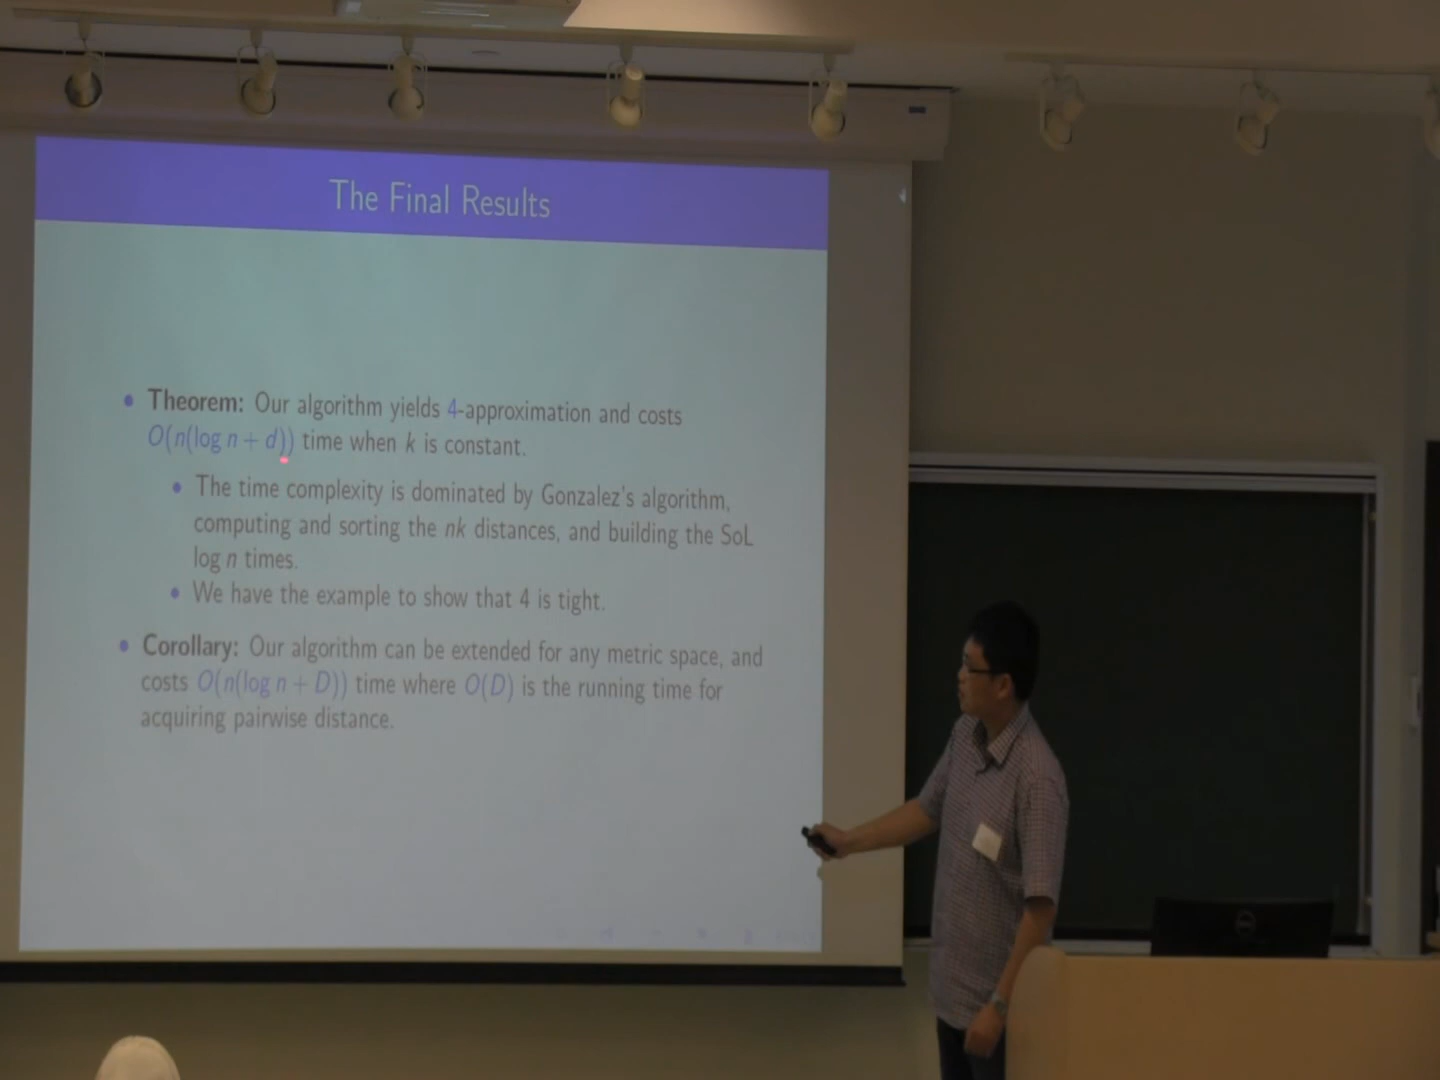 The Final Results
• Theorem: Our algorithm yields 4-approximation and costs
O(n(log n + d)) time when k is constant.
• The time complexity is dominated by Gonzalez's algorithm,
computing and sorting the nk distances, and building the SoL
log n times.
• We have the example to show that 4 is tight.
• Corollary: Our algorithm can be extended for any metric space, and
costs O(n(log n + D)) time where O(D) is the running time for
acquiring pairwise distance.